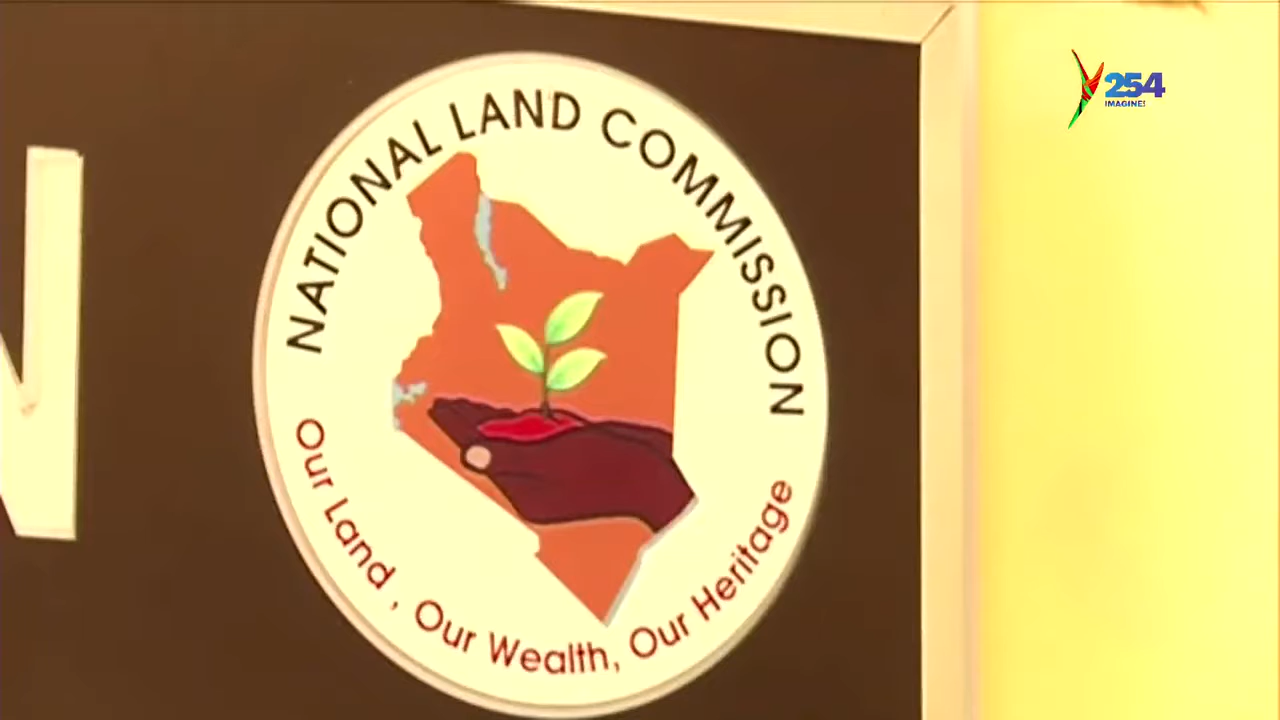 N
NATIONAL LAND COMMISSION
Our Land , Our Wealth, Our Heritage
254
IMAGINE!